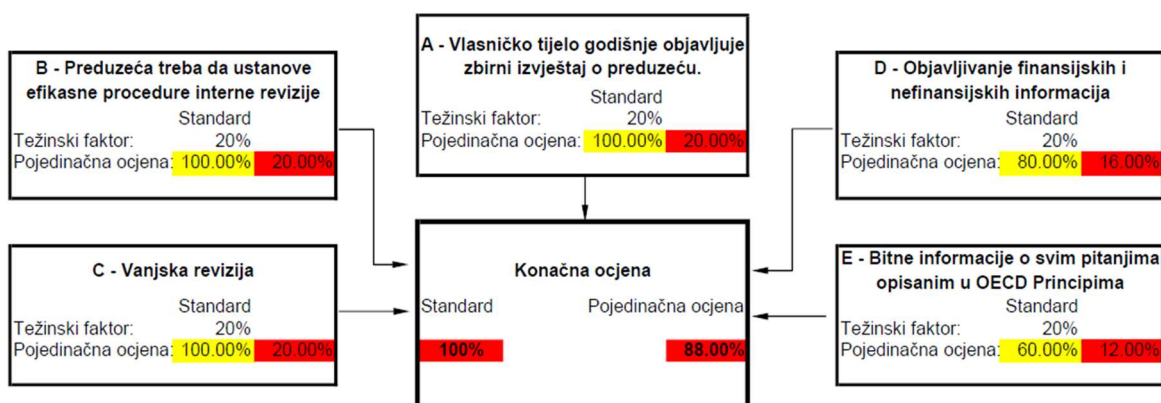 A - Vlasničko tijelo godišnje objavljuje
zbirni izvještaj o preduzeću.
Standard
Težinski faktor: 20%
Pojedinačna ocjena: 100.00% 20.00%
B - Preduzeća treba da ustanove
efikasne procedure interne revizije
Standard
Težinski faktor: 20%
Pojedinačna ocjena: 100.00% 20.00%
D - Objavljivanje finansijskih i
nefinansijskih informacija
Standard
Težinski faktor: 20%
Pojedinačna ocjena: 80.00% 16.00%
C - Vanjska revizija
Standard
Težinski faktor: 20%
Pojedinačna ocjena: 100.00% 20.00%
Konačna ocjena
Standard Pojedinačna ocjena
100% 88.00%
E - Bitne informacije o svim pitanjima
opisanim u OECD Principima
Standard
Težinski faktor: 20%
Pojedinačna ocjena: 60.00% 12.00%